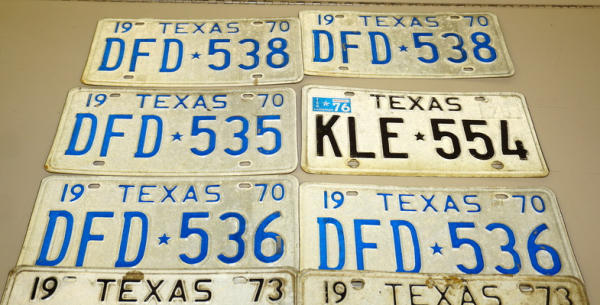 19 TEXAS 70
DFD★538
19 TEXAS 70
DFD★538
19 TEXAS 70
DFD★535
76
TEXAS
KLE★554
19 TEXAS 70
DFD★536
19 TEXAS 70
DFD★536
19 TEXAS 73
19 TEXAS 73